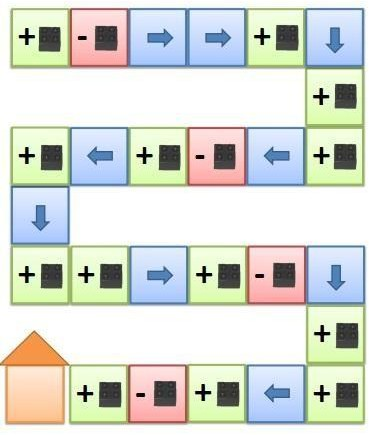 + - +
+
+ + - +
+ + + -
+
+ - + +